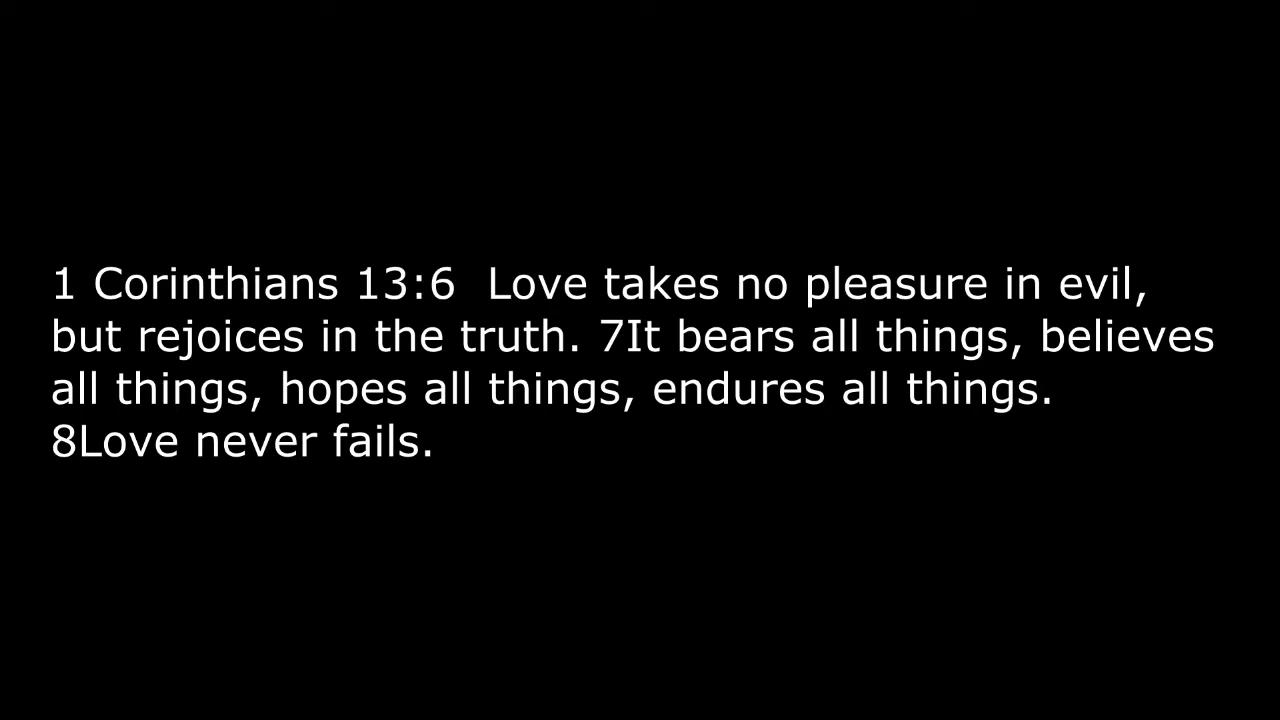 1 Corinthians 13:6  Love takes no pleasure in evil,
but rejoices in the truth. 7It bears all things, believes
all things, hopes all things, endures all things.
8Love never fails.